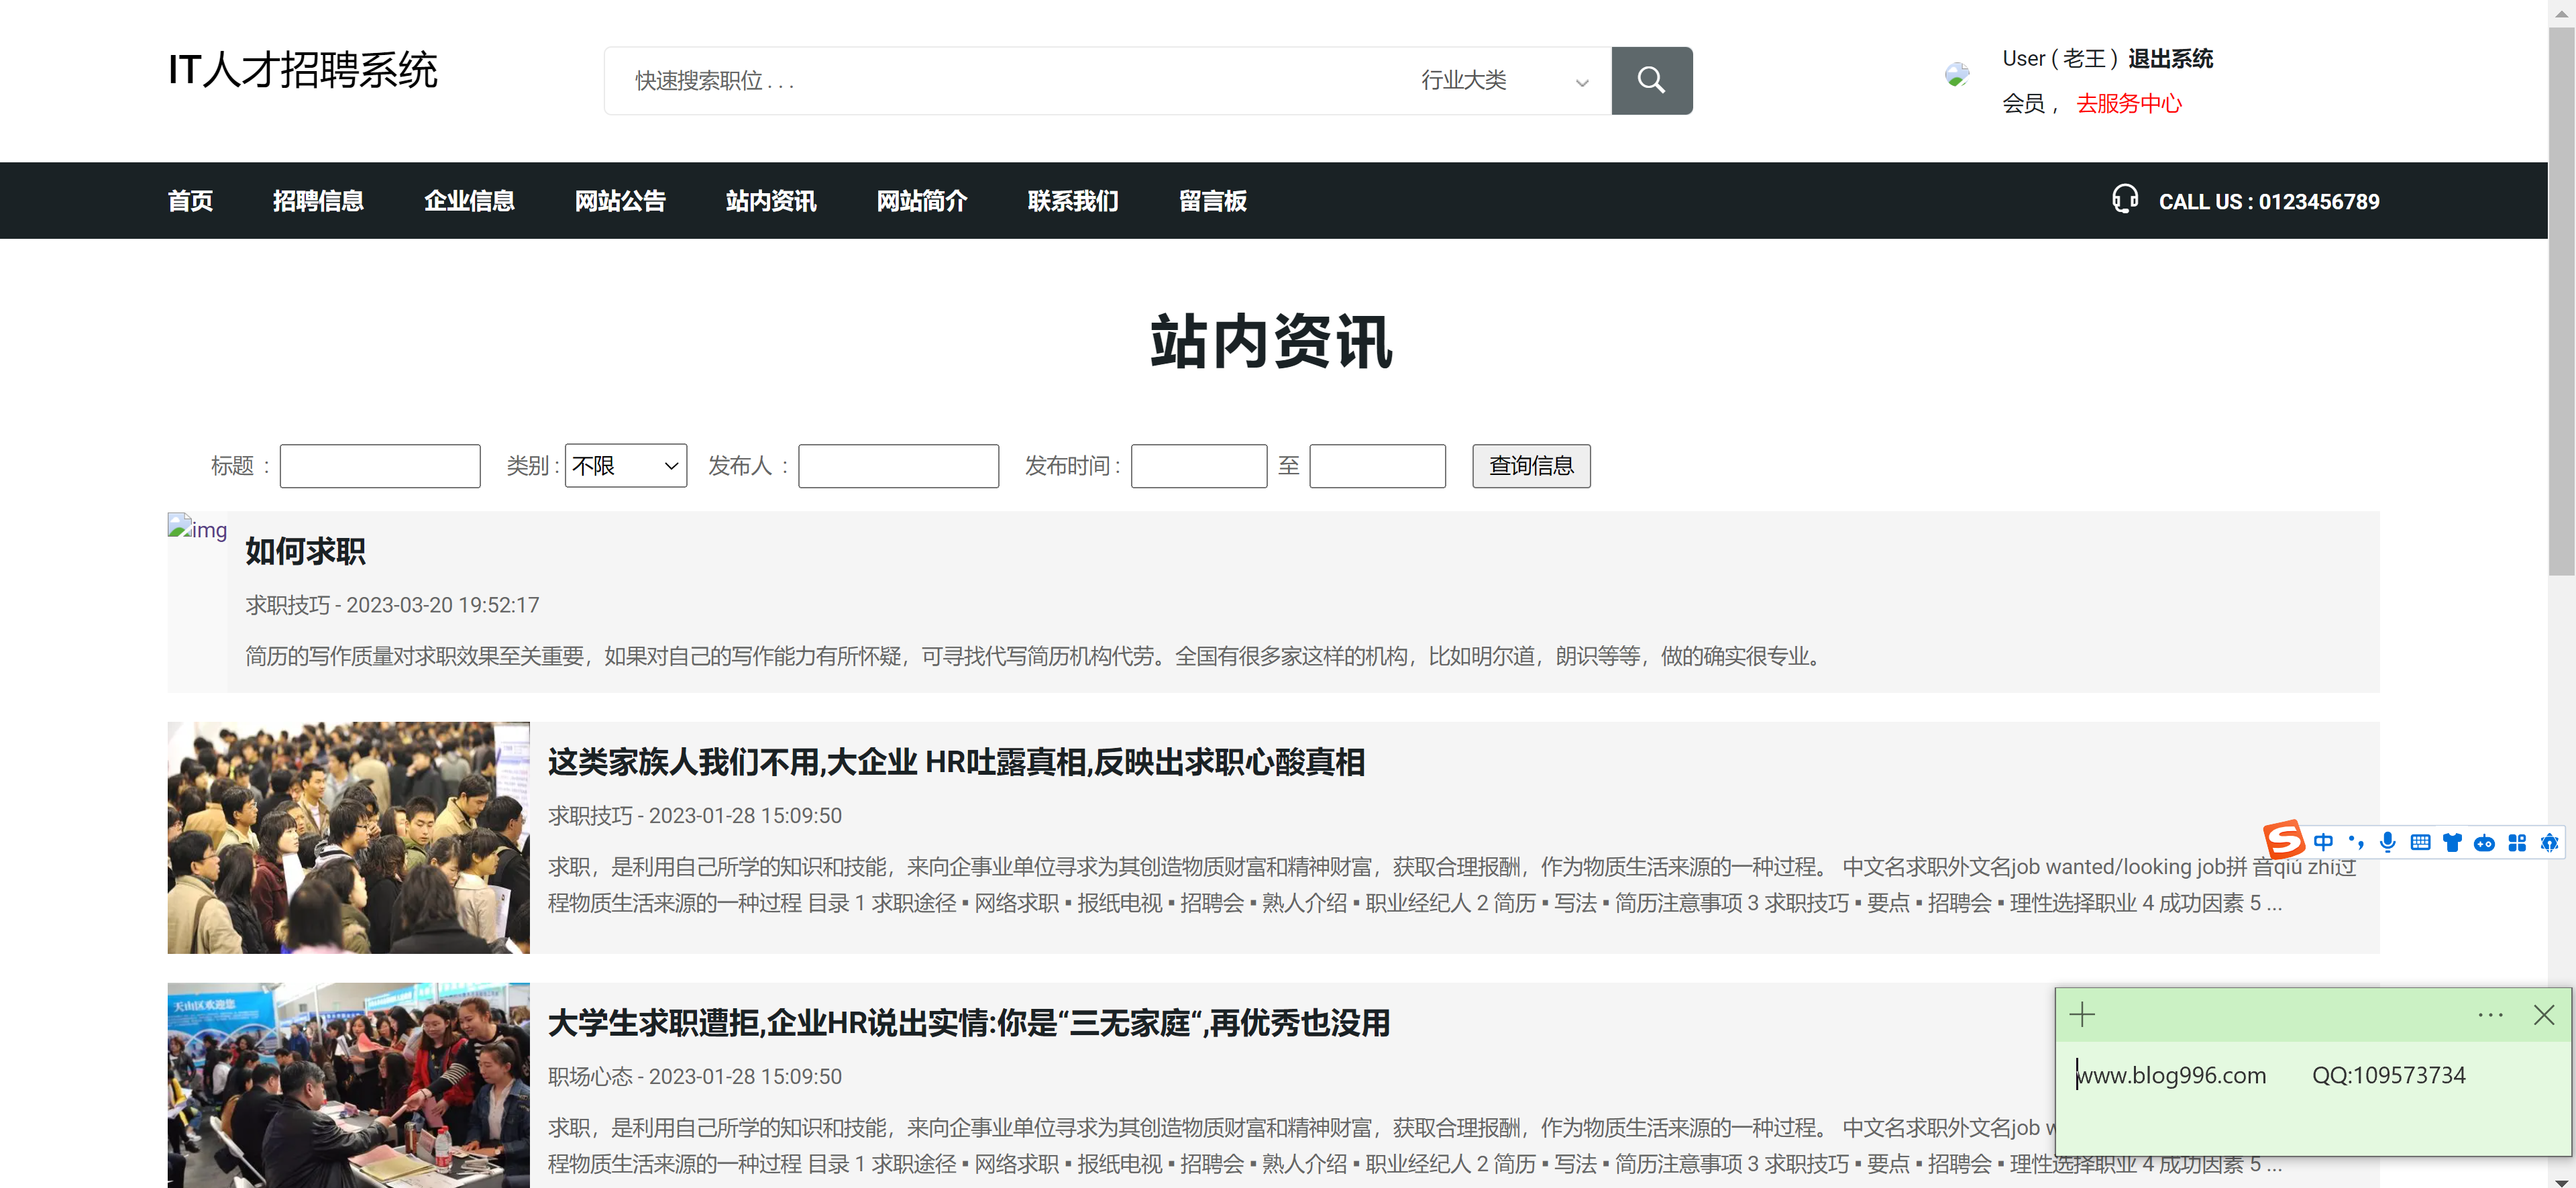 IT人才招聘系统
快速搜索职位 . . .
行业大类
User ( 老王 ) 退出系统
会员， 去服务中心
首页 招聘信息 企业信息 网站公告 站内资讯 网站简介 联系我们 留言板
CALL US : 0123456789
站内资讯
标题 ： 类别 : 不限 发布人 ： 发布时间 : 至 查询信息
img
如何求职
求职技巧 - 2023-03-20 19:52:17
简历的写作质量对求职效果至关重要，如果对自己的写作能力有所怀疑，可寻找代写简历机构代劳。全国有很多家这样的机构，比如明尔道，朗识等等，做的确实很专业。
这类家族人我们不用,大企业 HR吐露真相,反映出求职心酸真相
求职技巧 - 2023-01-28 15:09:50
求职，是利用自己所学的知识和技能，来向企事业单位寻求为其创造物质财富和精神财富，获取合理报酬，作为物质生活来源的一种过程。 中文名求职外文名job wanted/looking job拼 音qiú zhí过
程物质生活来源的一种过程 目录 1 求职途径 ▪ 网络求职 ▪ 报纸电视 ▪ 招聘会 ▪ 熟人介绍 ▪ 职业经纪人 2 简历 ▪ 写法 ▪ 简历注意事项 3 求职技巧 ▪ 要点 ▪ 招聘会 ▪ 理性选择职业 4 成功因素 5 ...
中
天山区欢迎您
大学生求职遭拒,企业HR说出实情:你是“三无家庭“,再优秀也没用
职场心态 - 2023-01-28 15:09:50
求职，是利用自己所学的知识和技能，来向企事业单位寻求为其创造物质财富和精神财富，获取合理报酬，作为物质生活来源的一种过程。 中文名求职外文名job
程物质生活来源的一种过程 目录 1 求职途径 ▪ 网络求职 ▪ 报纸电视 ▪ 招聘会 ▪ 熟人介绍 ▪ 职业经纪人 2 简历 ▪ 写法 ▪ 简历注意事项 3 求职技巧 ▪ 要点 ▪ 招聘会 ▪ 理性选择职业 4 成功因素 5 ...
www.blog996.com QQ:109573734